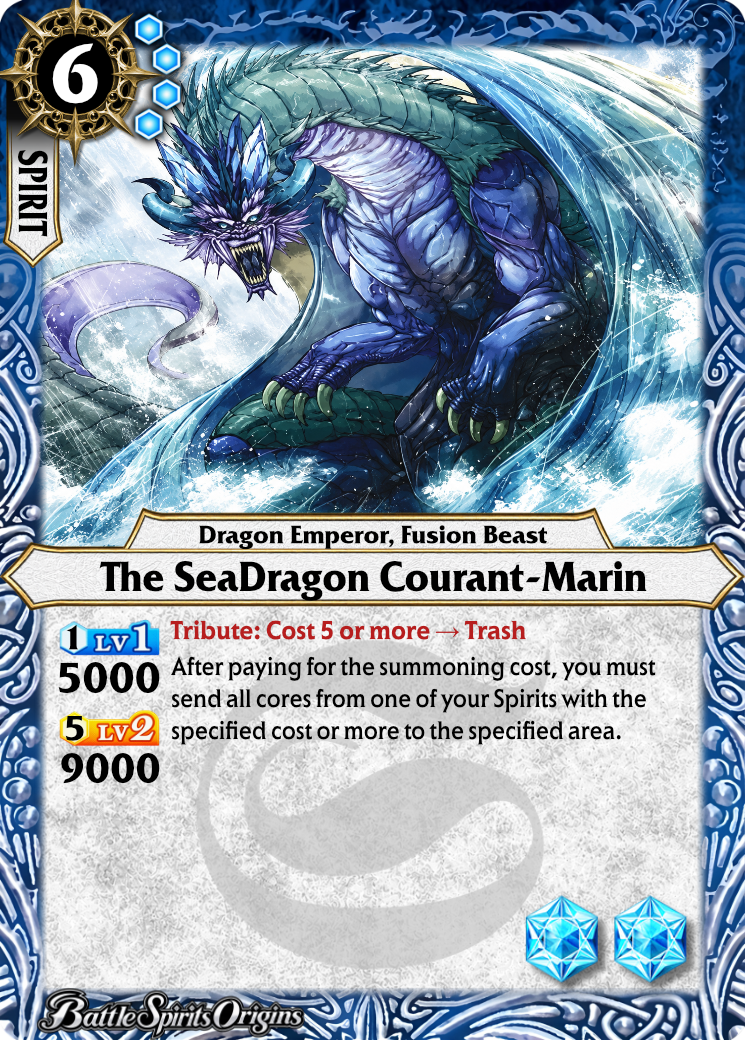 6
SPIRIT
Dragon Emperor, Fusion Beast
The SeaDragon Courant-Marin
1 LV1
5000
5 LV2
9000
Tribute: Cost 5 or more → Trash
After paying for the summoning cost, you must
send all cores from one of your Spirits with the
specified cost or more to the specified area.
Battle Spirits Origins